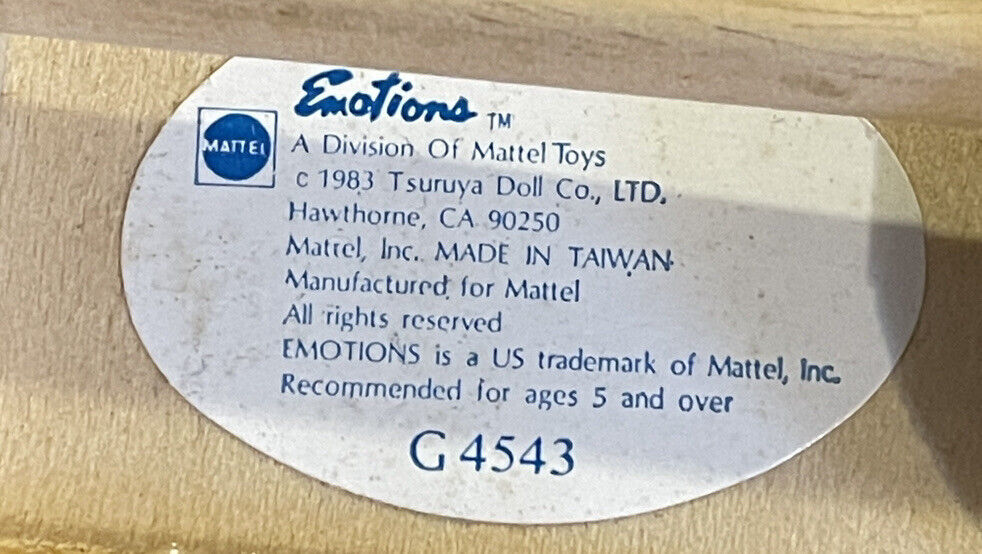 Emotions TM
MATTEL
A Division Of Mattel Toys
c 1983 Tsuruya Doll Co., LTD.
Hawthorne, CA 90250
Mattel, Inc. MADE IN TAIWAN
Manufactured for Mattel
All rights reserved
EMOTIONS is a US trademark of Mattel, Inc.
Recommended for ages 5 and over
G 4543